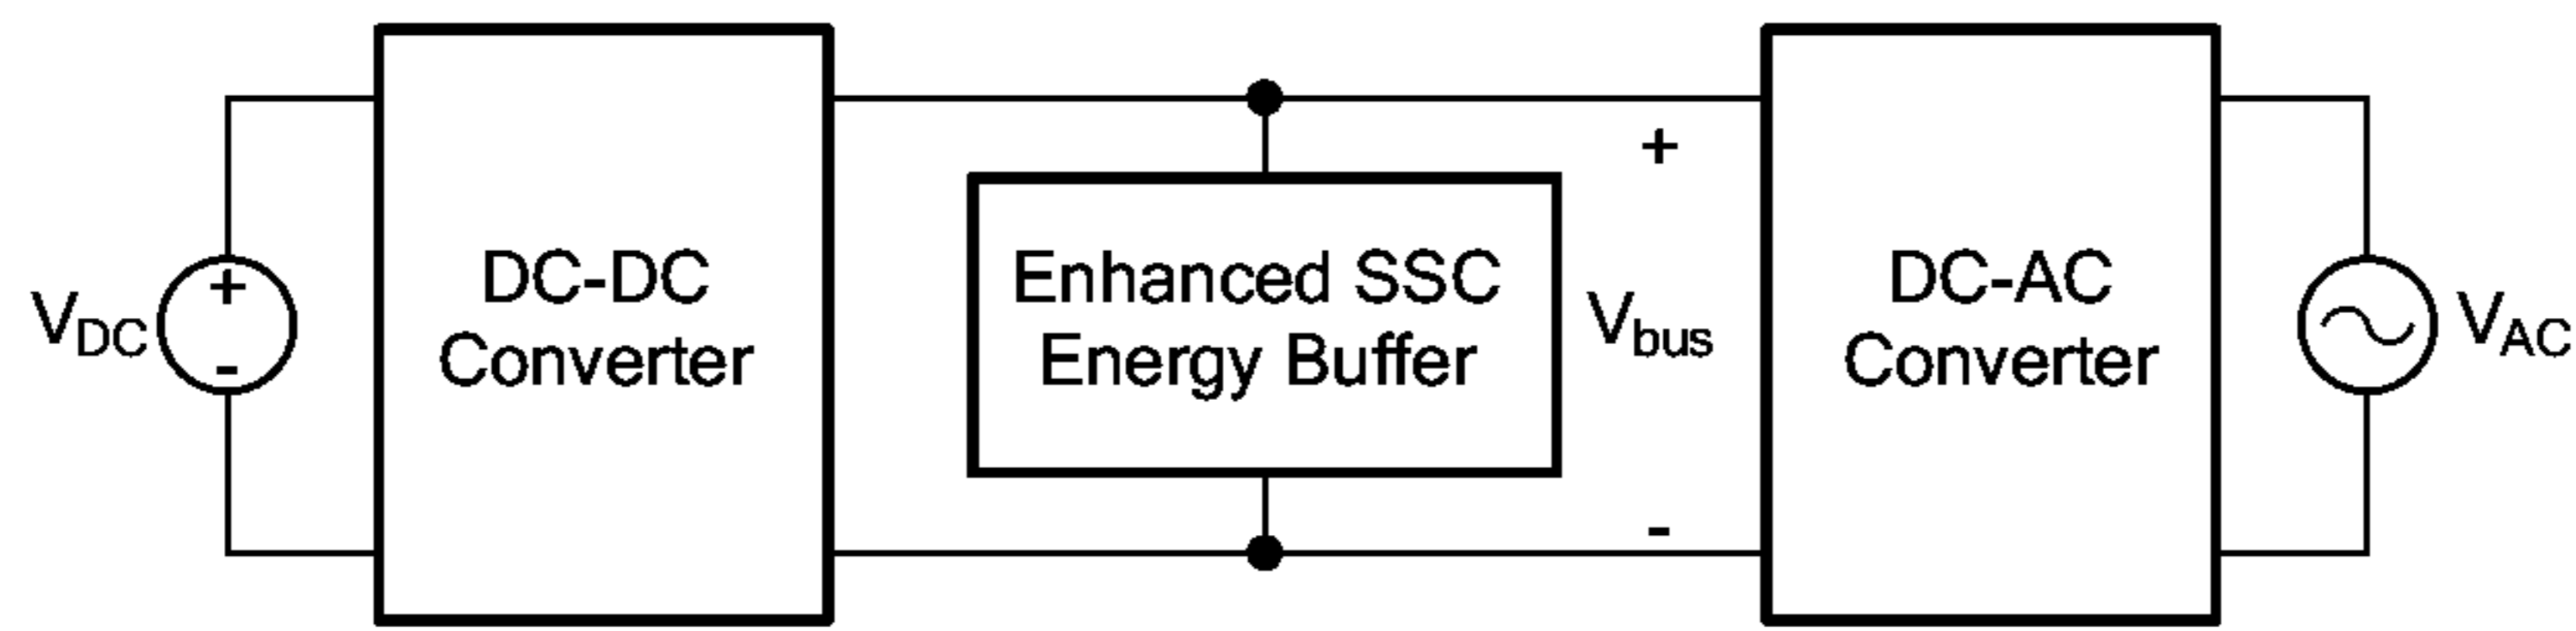 V_DC
+
-
DC-DC
Converter
Enhanced SSC
Energy Buffer
+
V_bus
-
DC-AC
Converter
V_AC